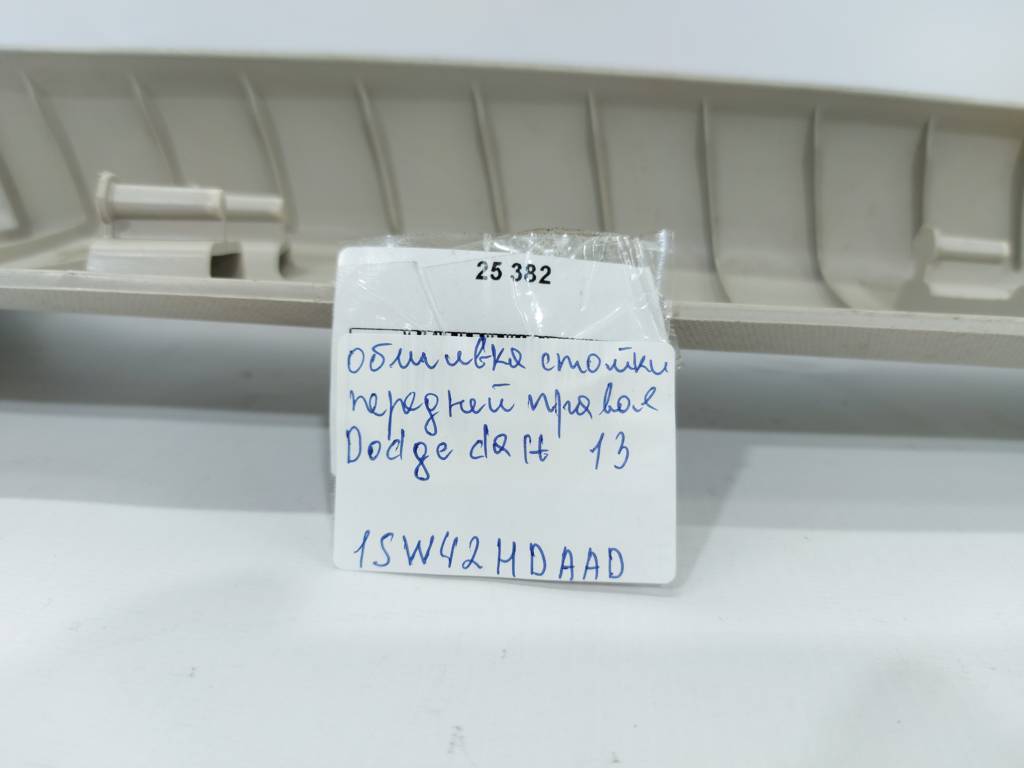 25 382
обшивка стойки
передней правая
Dodge dart 13
1SW42HDAAD